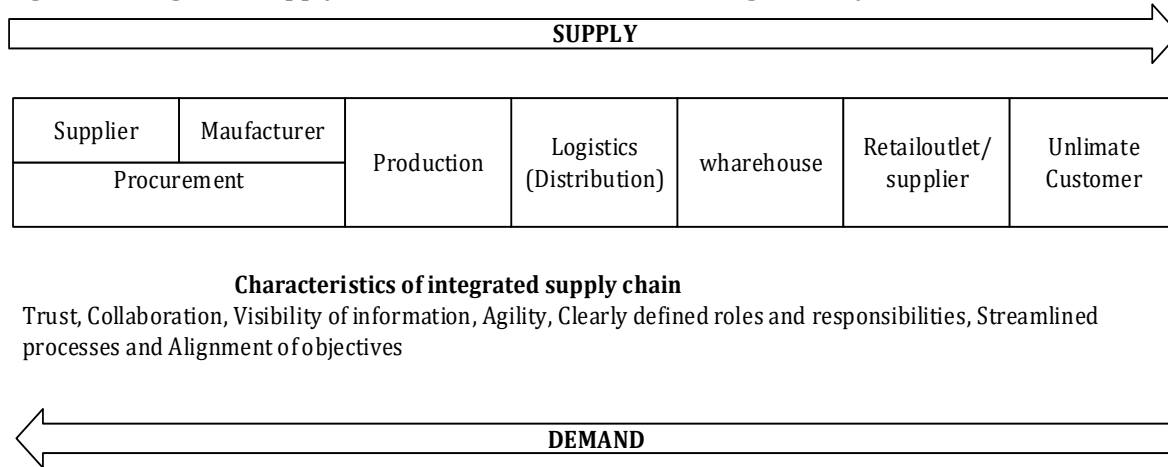 SUPPLY
Supplier
Maufacturer
Procurement
Production
Logistics
(Distribution)
wharehouse
Retailoutlet/
supplier
Unlimate
Customer
Characteristics of integrated supply chain
Trust, Collaboration, Visibility of information, Agility, Clearly defined roles and responsibilities, Streamlined
processes and Alignment of objectives
DEMAND